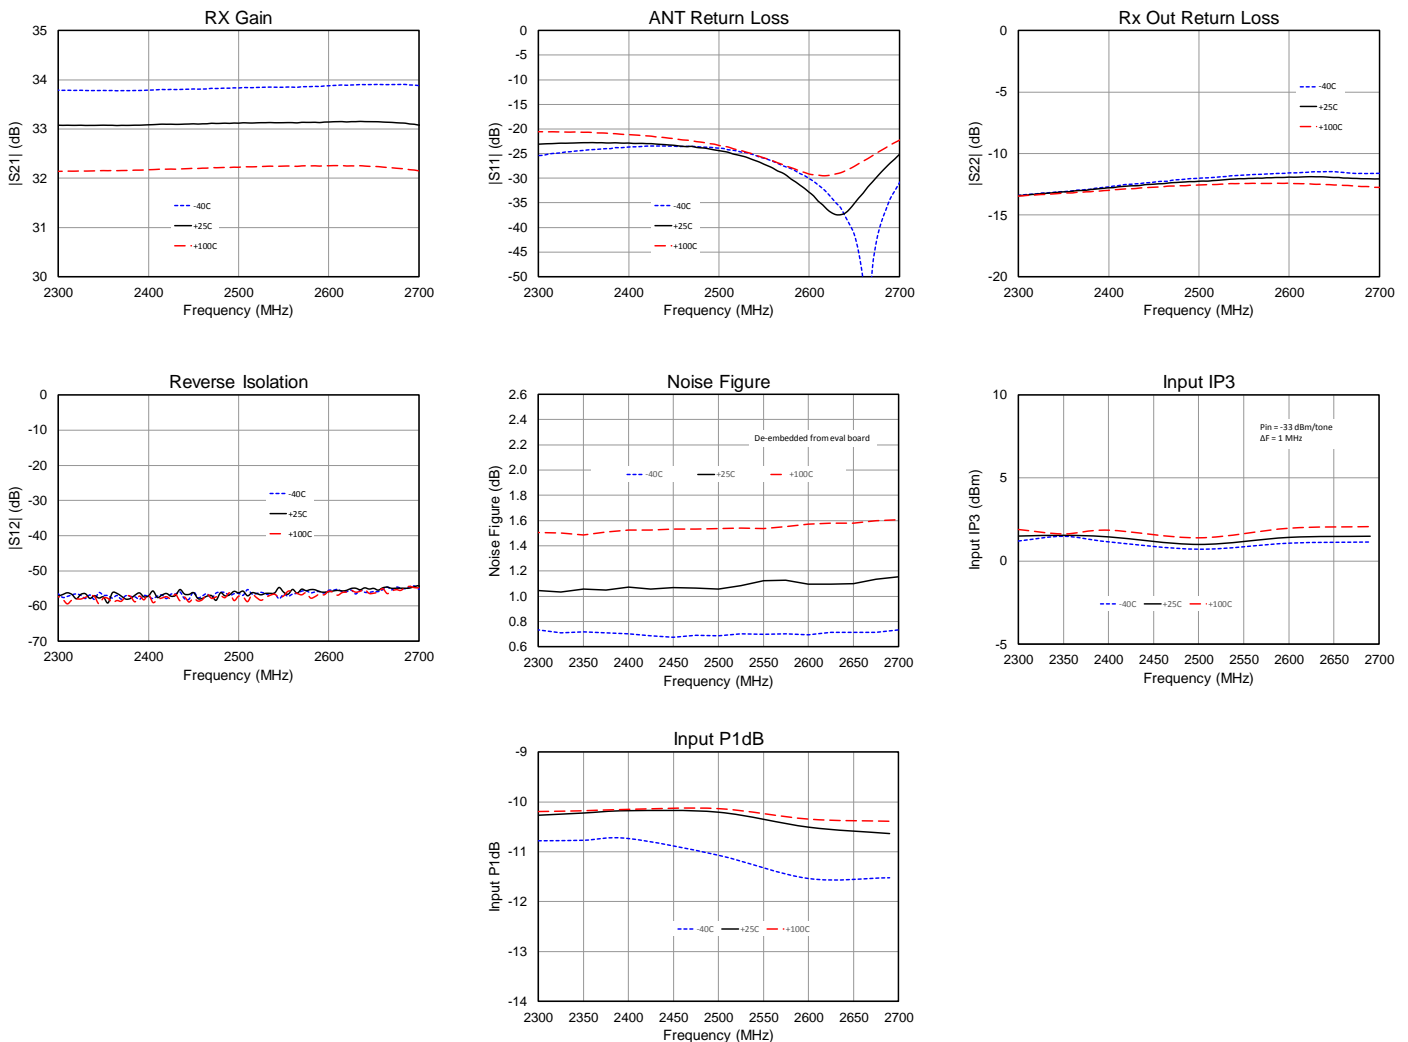 RX Gain
35
34
33
32
31
30
|S21| (dB)
-40C
+25C
+100C
2300 2400 2500 2600 2700
Frequency (MHz)
ANT Return Loss
0
-5
-10
-15
-20
-25
-30
-35
-40
-45
-50
|S11| (dB)
-40C
+25C
+100C
2300 2400 2500 2600 2700
Frequency (MHz)
Rx Out Return Loss
0
-5
-10
-15
-20
|S22| (dB)
-40C
+25C
+100C
2300 2400 2500 2600 2700
Frequency (MHz)
Reverse Isolation
0
-10
-20
-30
-40
-50
-60
-70
|S12| (dB)
-40C
+25C
+100C
2300 2400 2500 2600 2700
Frequency (MHz)
Noise Figure
2.6
2.4
2.2
2.0
1.8
1.6
1.4
1.2
1.0
0.8
0.6
Noise Figure (dB)
De-embedded from eval board
-40C +25C +100C
2300 2350 2400 2450 2500 2550 2600 2650 2700
Frequency (MHz)
Input IP3
10
5
0
-5
Input IP3 (dBm)
Pin = -33 dBm/tone
ΔF = 1 MHz
-40C +25C +100C
2300 2350 2400 2450 2500 2550 2600 2650 2700
Frequency (MHz)
Input P1dB
-9
-10
-11
-12
-13
-14
Input P1dB
-40C +25C +100C
2300 2350 2400 2450 2500 2550 2600 2650 2700
Frequency (MHz)